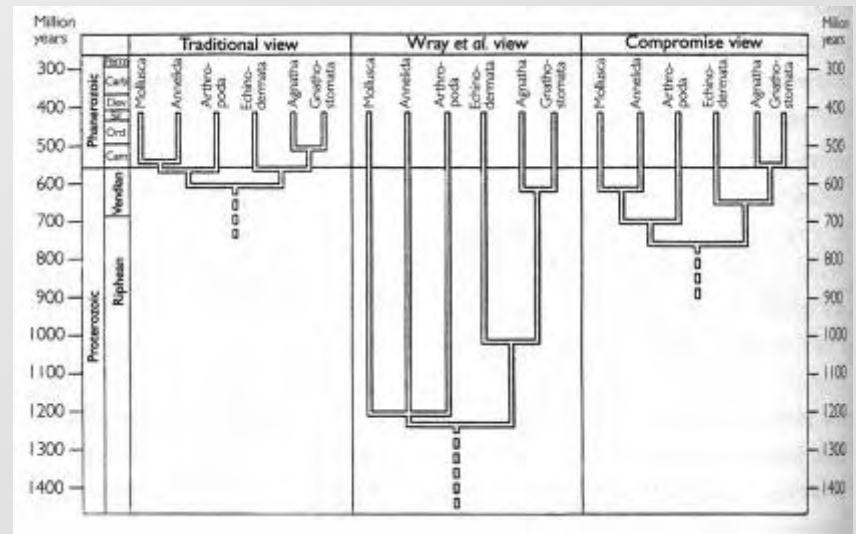 Million
years
Million
years
Traditional view
Wray et al. view
Compromise view
Mollusca
Annelida
Arthro-
poda
Echino-
dermata
Agnatha
Gnatho-
stomata
Mollusca
Annelida
Arthro-
poda
Echino-
dermata
Agnatha
Gnatho-
stomata
Mollusca
Annelida
Arthro-
poda
Echino-
dermata
Agnatha
Gnatho-
stomata
300
400
500
600
700
800
900
1000
1100
1200
1300
1400
Phanerozoic
Proterozoic
Carb
Dev
Ord.
Cam
Vendian
Riphean
300
400
500
600
700
800
900
1000
1100
1200
1300
1400